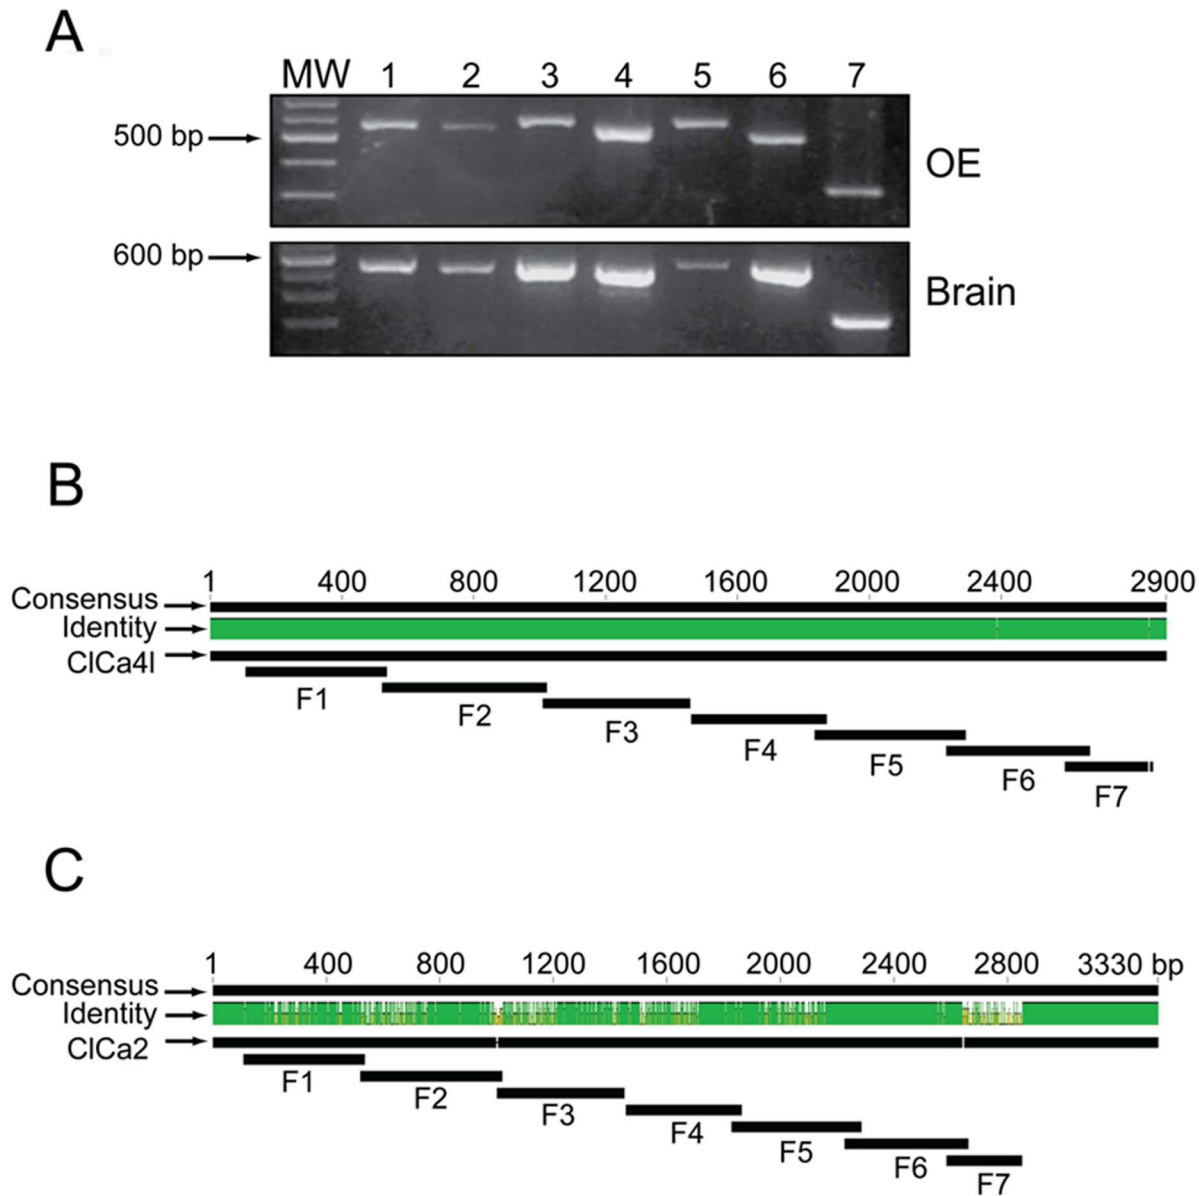 A
MW 1 2 3 4 5 6 7
500 bp
OE
600 bp
Brain
B
1 400 800 1200 1600 2000 2400 2900
Consensus
Identity
ClCa4l
F1
F2
F3
F4
F5
F6
F7
C
1 400 800 1200 1600 2000 2400 2800 3330 bp
Consensus
Identity
ClCa2
F1
F2
F3
F4
F5
F6
F7